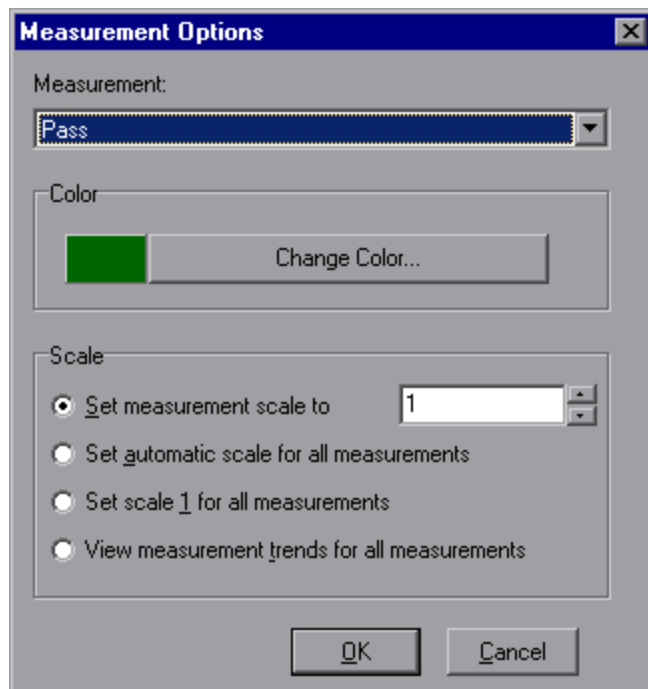 Measurement Options
Measurement:
Pass
Color
Change Color...
Scale
Set measurement scale to 1
Set automatic scale for all measurements
Set scale 1 for all measurements
View measurement trends for all measurements
OK Cancel